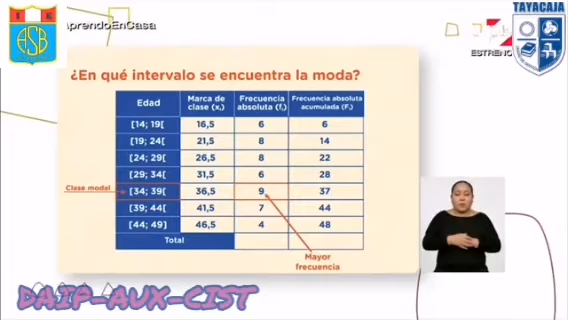 AprendoEnCasa
ASB
TAYACAJA
¿En qué intervalo se encuentra la moda?
Edad Marca de clase (xᵢ) Frecuencia absoluta (fᵢ) Frecuencia absoluta acumulada (Fᵢ)
[14; 19[ 16,5 6 6
[19; 24[ 21,5 8 14
[24; 29[ 26,5 8 22
[29; 34[ 31,5 6 28
Clase modal [34; 39[ 36,5 9 37
[39; 44[ 41,5 7 44
[44; 49] 46,5 4 48
Total
Mayor
frecuencia
DAIP-AUX-CIST